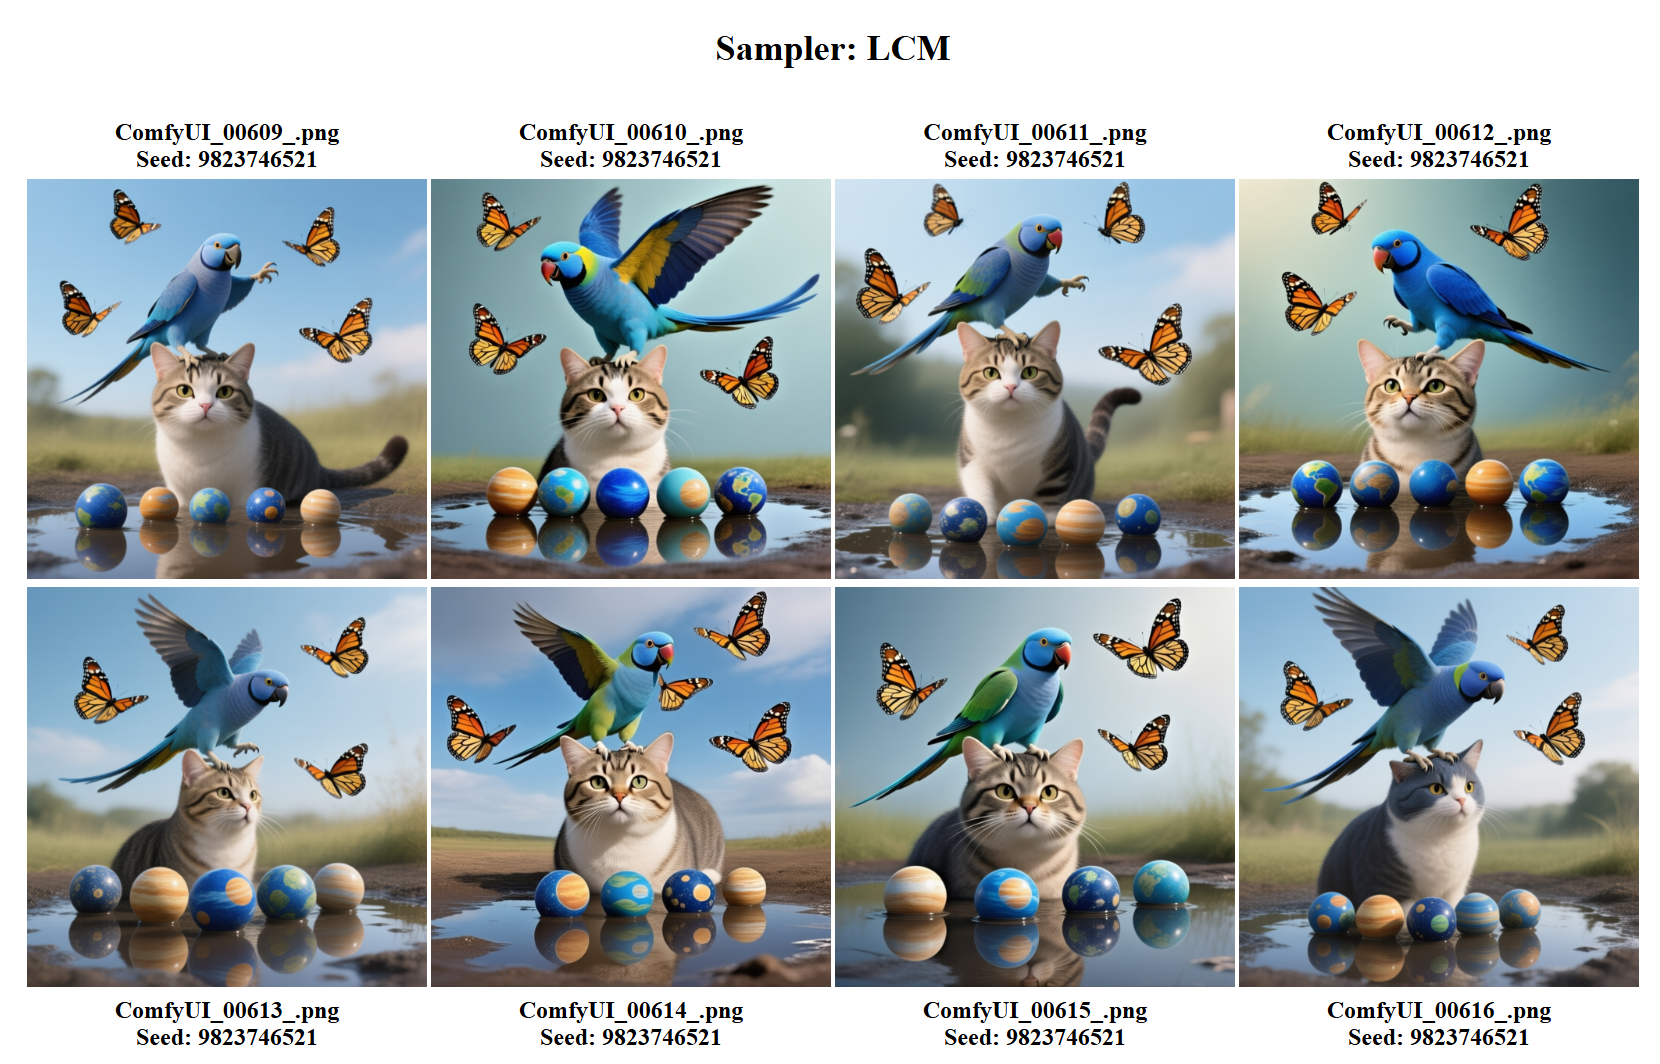 Sampler: LCM
ComfyUI_00609_.png
Seed: 9823746521
ComfyUI_00610_.png
Seed: 9823746521
ComfyUI_00611_.png
Seed: 9823746521
ComfyUI_00612_.png
Seed: 9823746521
ComfyUI_00613_.png
Seed: 9823746521
ComfyUI_00614_.png
Seed: 9823746521
ComfyUI_00615_.png
Seed: 9823746521
ComfyUI_00616_.png
Seed: 9823746521